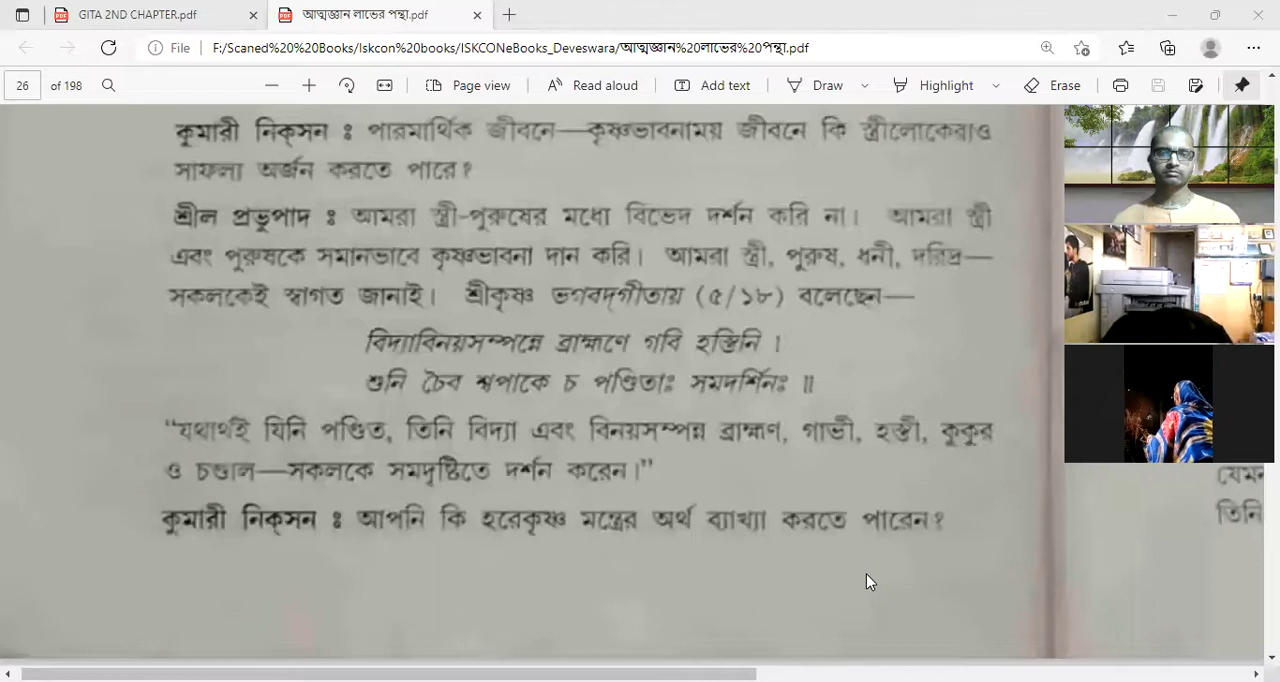 GITA 2ND CHAPTER.pdf
আত্মজ্ঞান লাভের পন্থা.pdf
File F:/Scaned%20%20Books/Iskcon%20books/ISKCONeBooks_Deveswara/আত্মজ্ঞান%20লাভের%20পন্থা.pdf
26 of 198 Page view Read aloud Add text Draw Highlight Erase
কুমারী নিক্‌সন : পারমার্থিক জীবনে—কৃষ্ণভাবনাময় জীবনে কি স্ত্রীলোকেরাও
সাফল্য অর্জন করতে পারে?
শ্রীল প্রভুপাদ : আমরা স্ত্রী-পুরুষের মধ্যে বিভেদ দর্শন করি না। আমরা স্ত্রী
এবং পুরুষকে সমানভাবে কৃষ্ণভাবনা দান করি। আমরা স্ত্রী, পুরুষ, ধনী, দরিদ্র—
সকলকেই স্বাগত জানাই। শ্রীকৃষ্ণ ভগবদ্‌গীতায় (৫/১৮) বলেছেন—
বিদ্যাবিনয়সম্পন্নে ব্রাহ্মণে গবি হস্তিনি ।
শুনি চৈব শ্বপাকে চ পণ্ডিতাঃ সমদর্শিনঃ ॥
“যথার্থই যিনি পণ্ডিত, তিনি বিদ্যা এবং বিনয়সম্পন্ন ব্রাহ্মণ, গাভী, হস্তী, কুকুর
ও চণ্ডাল—সকলকে সমদৃষ্টিতে দর্শন করেন।”
কুমারী নিক্‌সন : আপনি কি হরেকৃষ্ণ মন্ত্রের অর্থ ব্যাখ্যা করতে পারেন?
যেমন
তিনি